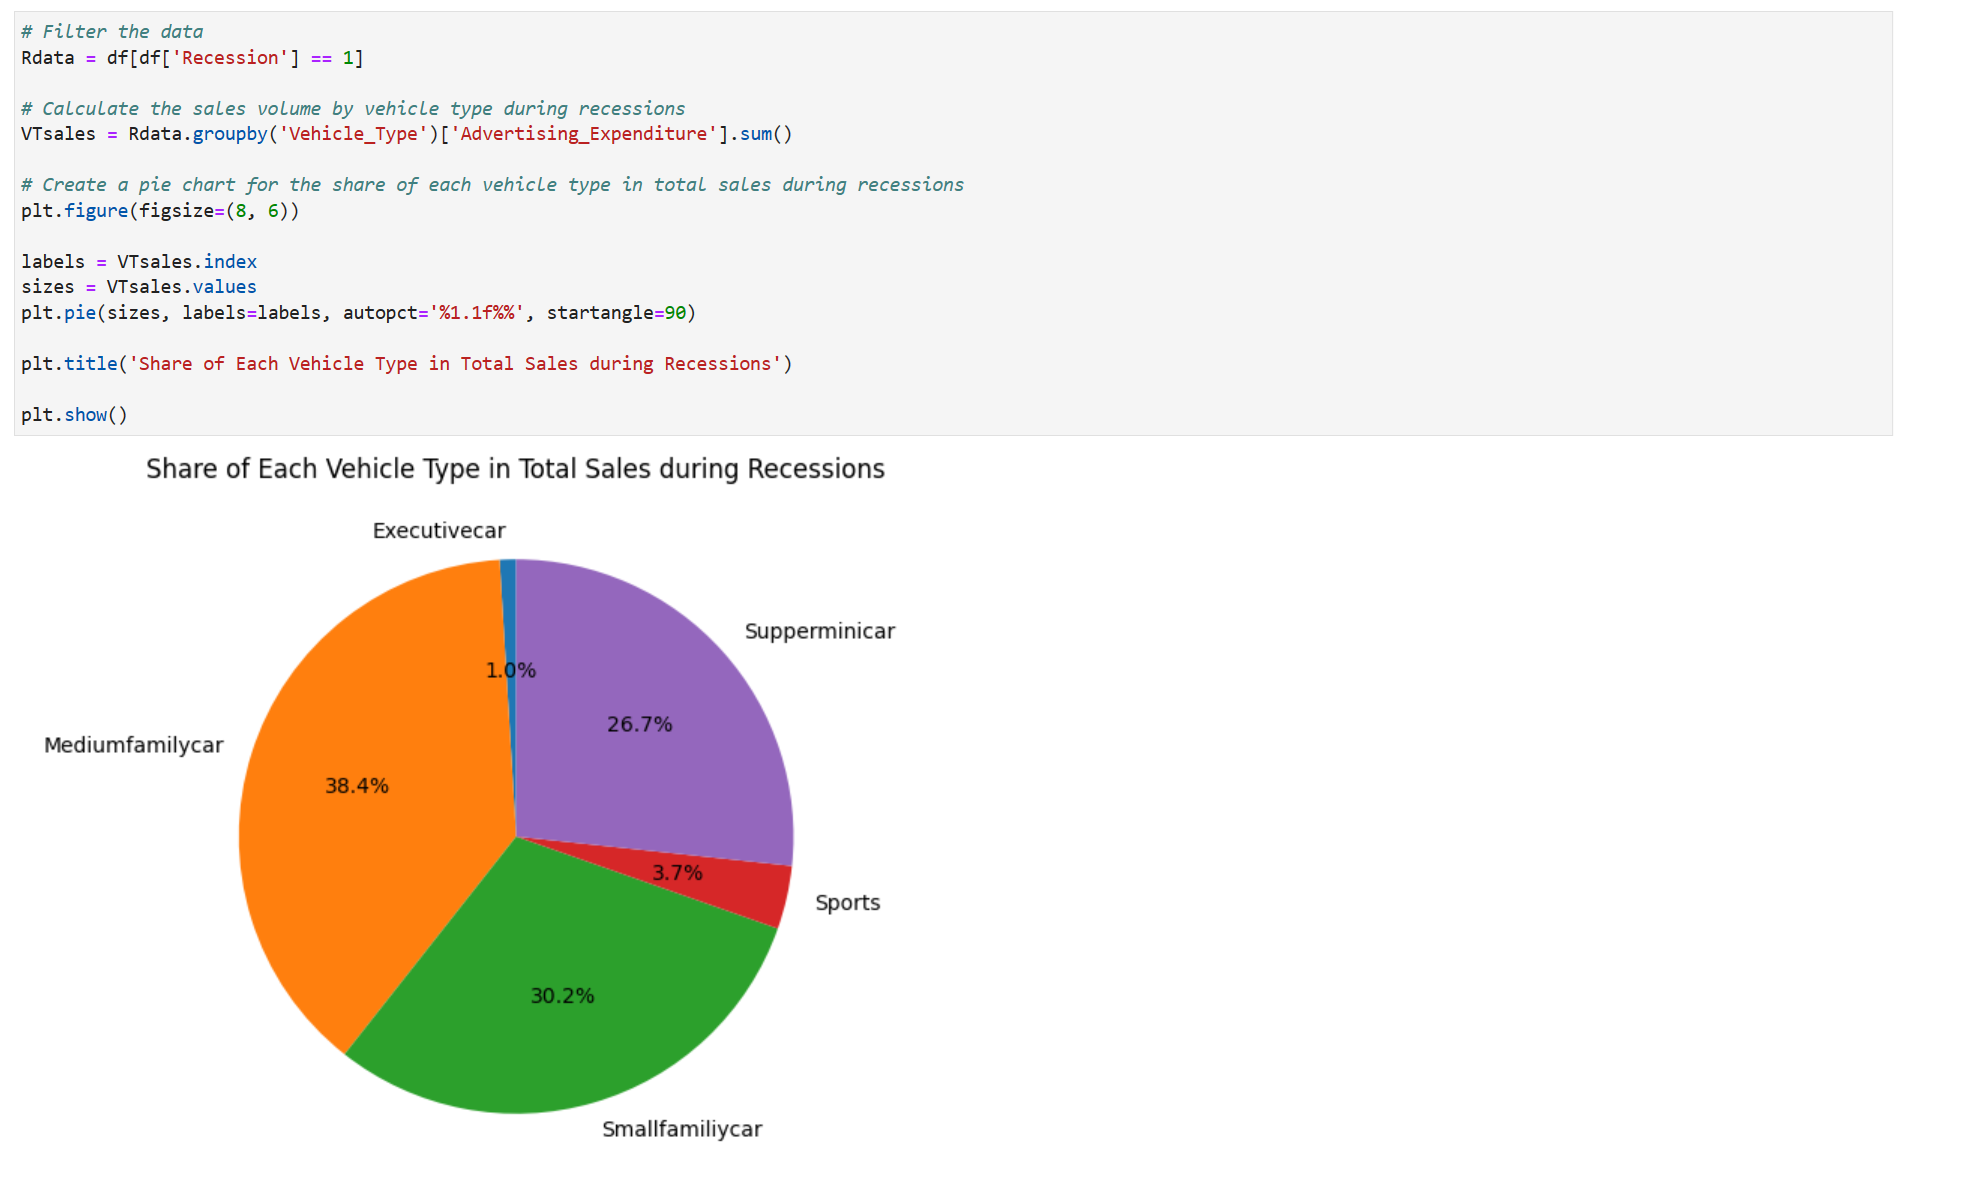 # Filter the data
Rdata = df[df['Recession'] == 1]
# Calculate the sales volume by vehicle type during recessions
VTsales = Rdata.groupby('Vehicle_Type')['Advertising_Expenditure'].sum()
# Create a pie chart for the share of each vehicle type in total sales during recessions
plt.figure(figsize=(8, 6))
labels = VTsales.index
sizes = VTsales.values
plt.pie(sizes, labels=labels, autopct='%1.1f%%', startangle=90)
plt.title('Share of Each Vehicle Type in Total Sales during Recessions')
plt.show()
Share of Each Vehicle Type in Total Sales during Recessions
Executivecar
Supperminicar
1.0%
26.7%
Mediumfamilycar
38.4%
3.7%
Sports
30.2%
Smallfamiliycar